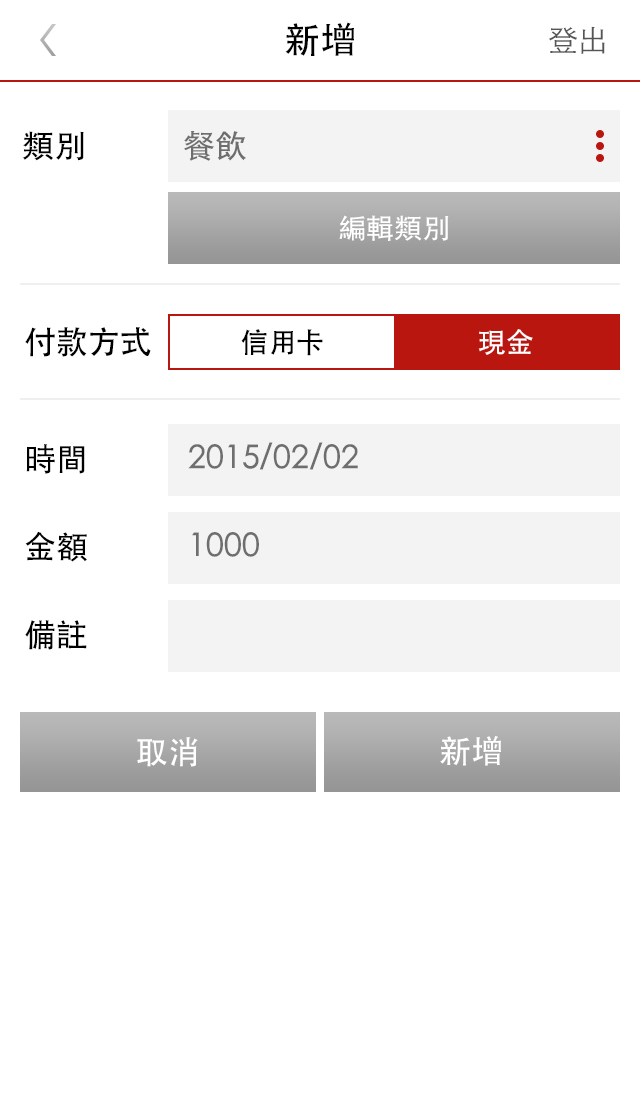 新增
登出
類別
餐飲
編輯類別
付款方式
信用卡
現金
時間
2015/02/02
金額
1000
備註
取消
新增